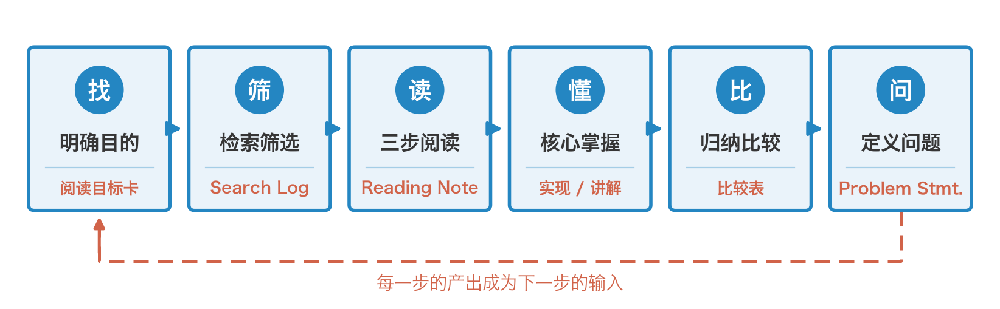 找
明确目的
阅读目标卡
筛
检索筛选
Search Log
读
三步阅读
Reading Note
懂
核心掌握
实现 / 讲解
比
归纳比较
比较表
问
定义问题
Problem Stmt.
每一步的产出成为下一步的输入